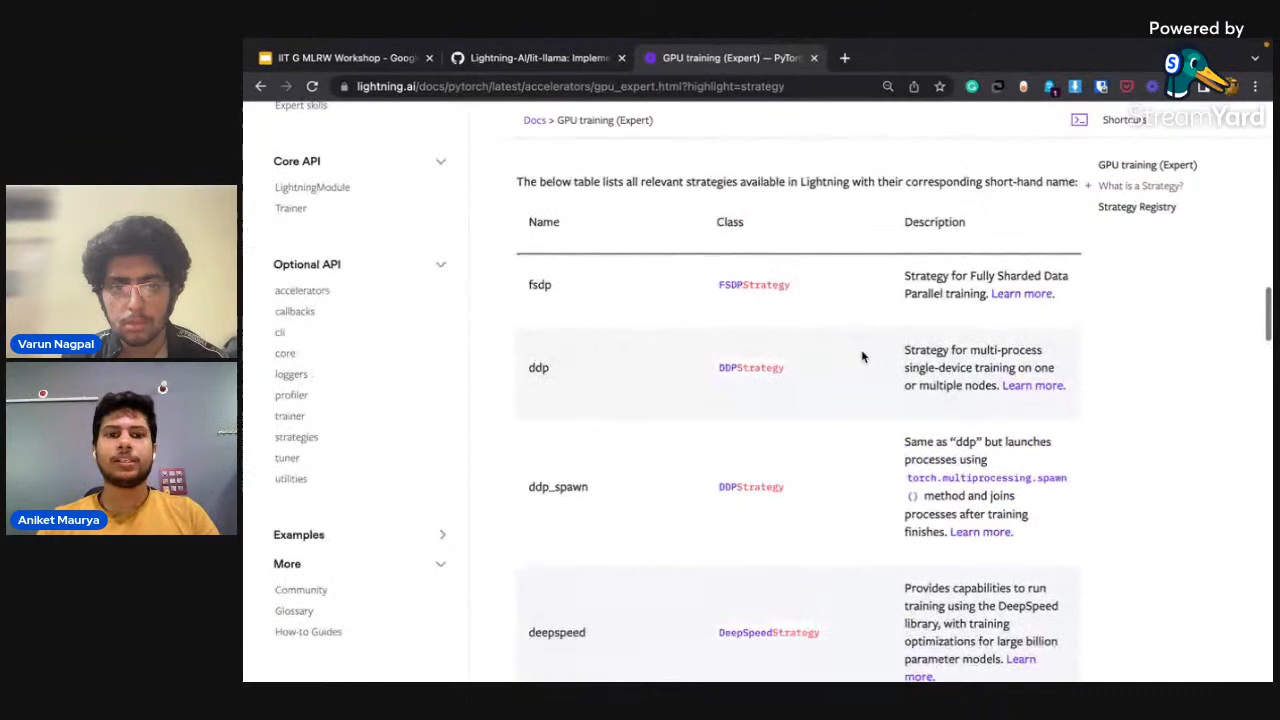 Powered by
StreamYard
IIT G MLRW Workshop - Goog
Lightning-AI/lit-llama: Impleme
GPU training (Expert) — PyTor
lightning.ai/docs/pytorch/latest/accelerators/gpu_expert.html?highlight=strategy
Expert skills
Docs > GPU training (Expert)
Shortcuts
Core API
LightningModule
Trainer
Optional API
accelerators
callbacks
cli
core
loggers
profiler
trainer
strategies
tuner
utilities
Examples
More
Community
Glossary
How-to Guides
The below table lists all relevant strategies available in Lightning with their corresponding short-hand name:
Name Class Description
fsdp FSDPStrategy Strategy for Fully Sharded Data
Parallel training. Learn more.
ddp DDPStrategy Strategy for multi-process
single-device training on one
or multiple nodes. Learn more.
ddp_spawn DDPStrategy Same as “ddp” but launches
processes using
torch.multiprocessing.spawn
() method and joins
processes after training
finishes. Learn more.
deepspeed DeepSpeedStrategy Provides capabilities to run
training using the DeepSpeed
library, with training
optimizations for large billion
parameter models. Learn
more.
GPU training (Expert)
+ What is a Strategy?
Strategy Registry
Varun Nagpal
Aniket Maurya